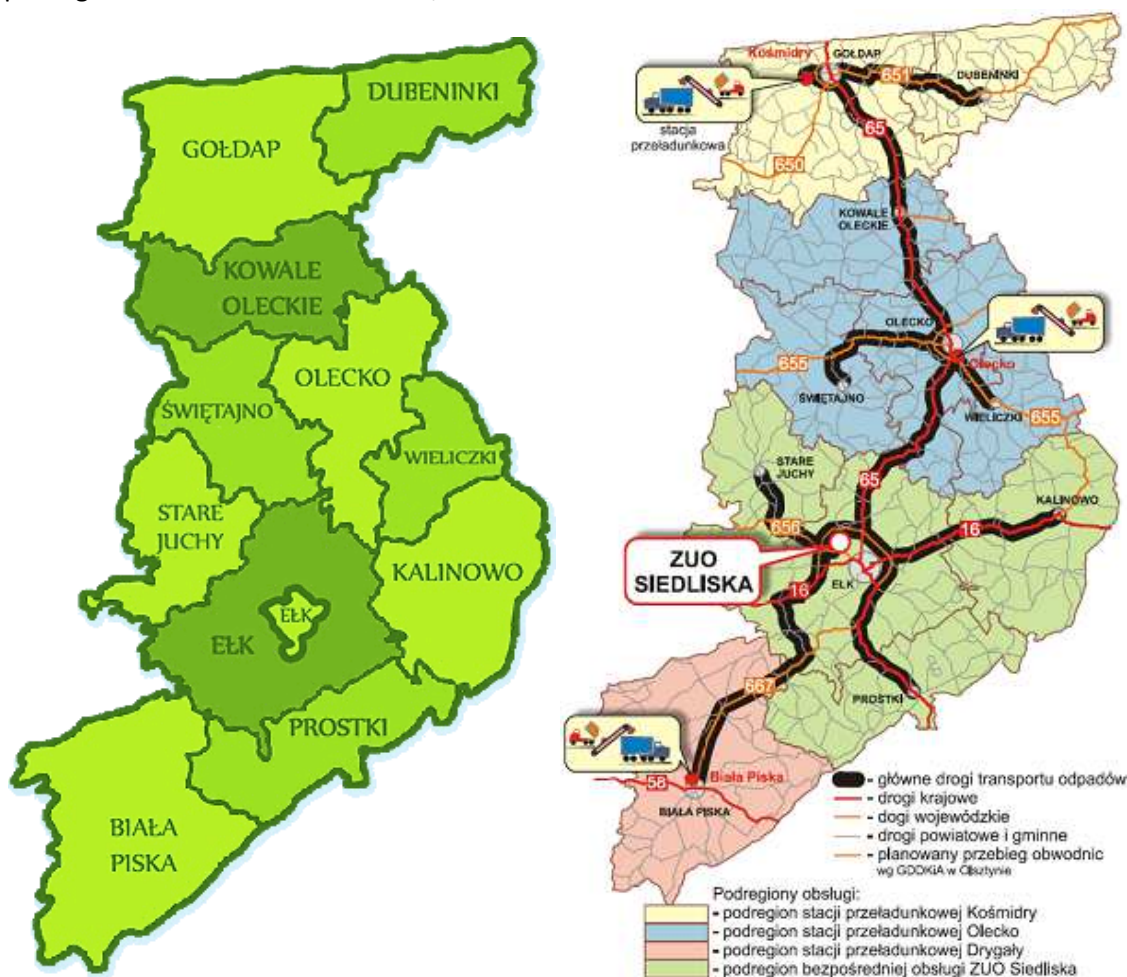 DUBENINKI
GOŁDAP
KOWALE
OLECKIE
OLECKO
ŚWIĘTAJNO
WIELICZKI
STARE
JUCHY
KALINOWO
EŁK
EŁK
PROSTKI
BIAŁA
PISKA
Kośmidry
GOŁDAP
651
DUBENINKI
stacja
przeładunkowa
65
650
KOWALE
OLECKIE
OLECKO
Olecko
655
ŚWIĘTAJNO
WIELICZKI
655
STARE
JUCHY
65
KALINOWO
656
16
ZUO
SIEDLISKA
EŁK
16
667
PROSTKI
Biała Piska
58
BIAŁA PISKA
- główne drogi transportu odpadów
- drogi krajowe
- dogi wojewódzkie
- drogi powiatowe i gminne
- planowany przebieg obwodnic
wg GDDKiA w Olsztynie
Podregiony obsługi:
- podregion stacji przeładunkowej Kośmidry
- podregion stacji przeładunkowej Olecko
- podregion stacji przeładunkowej Drygały
- podregion bezpośredniej obsługi ZUO Siedliska